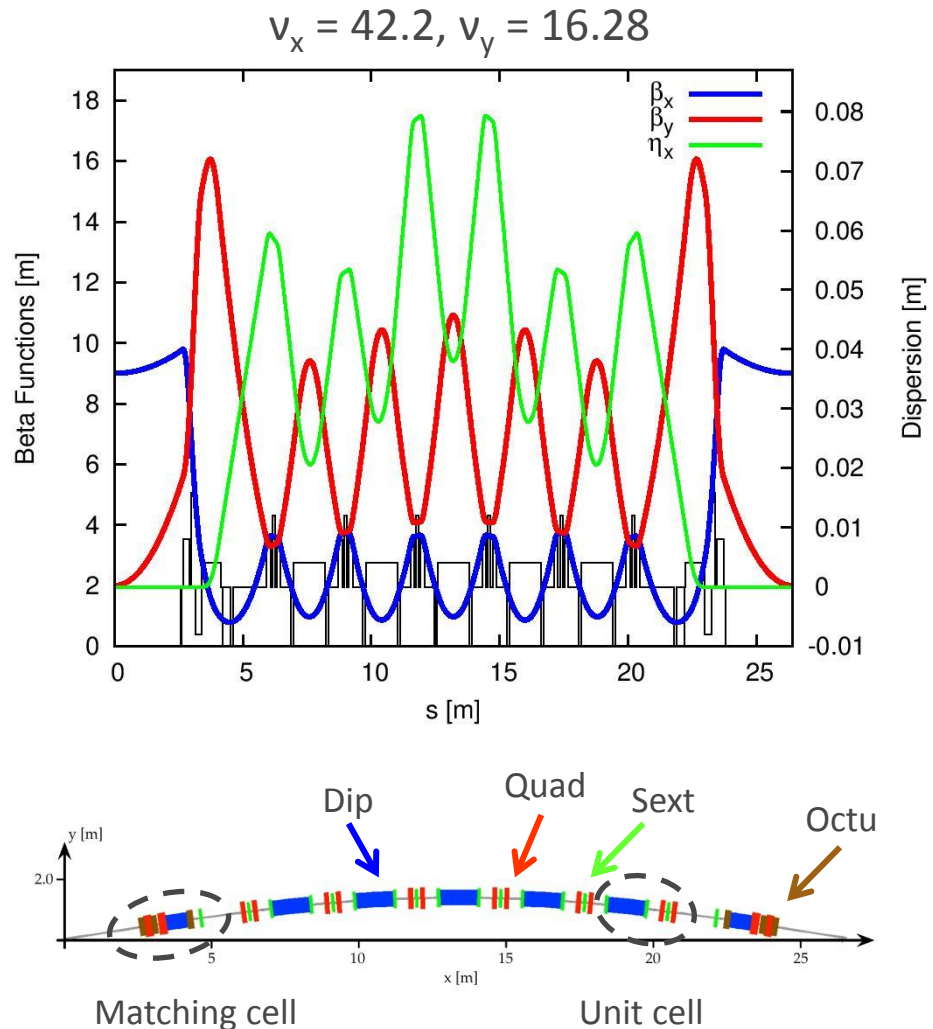 νx = 42.2, νy = 16.28
βx
βy
ηx
Beta Functions [m]
18
16
14
12
10
8
6
4
2
0
0.08
0.07
0.06
0.05
0.04
0.03
0.02
0.01
0
-0.01
Dispersion [m]
0 5 10 15 20 25
s [m]
Dip Quad Sext Octu
y [m]
2.0
5 10 15 20 25
x [m]
Matching cell Unit cell